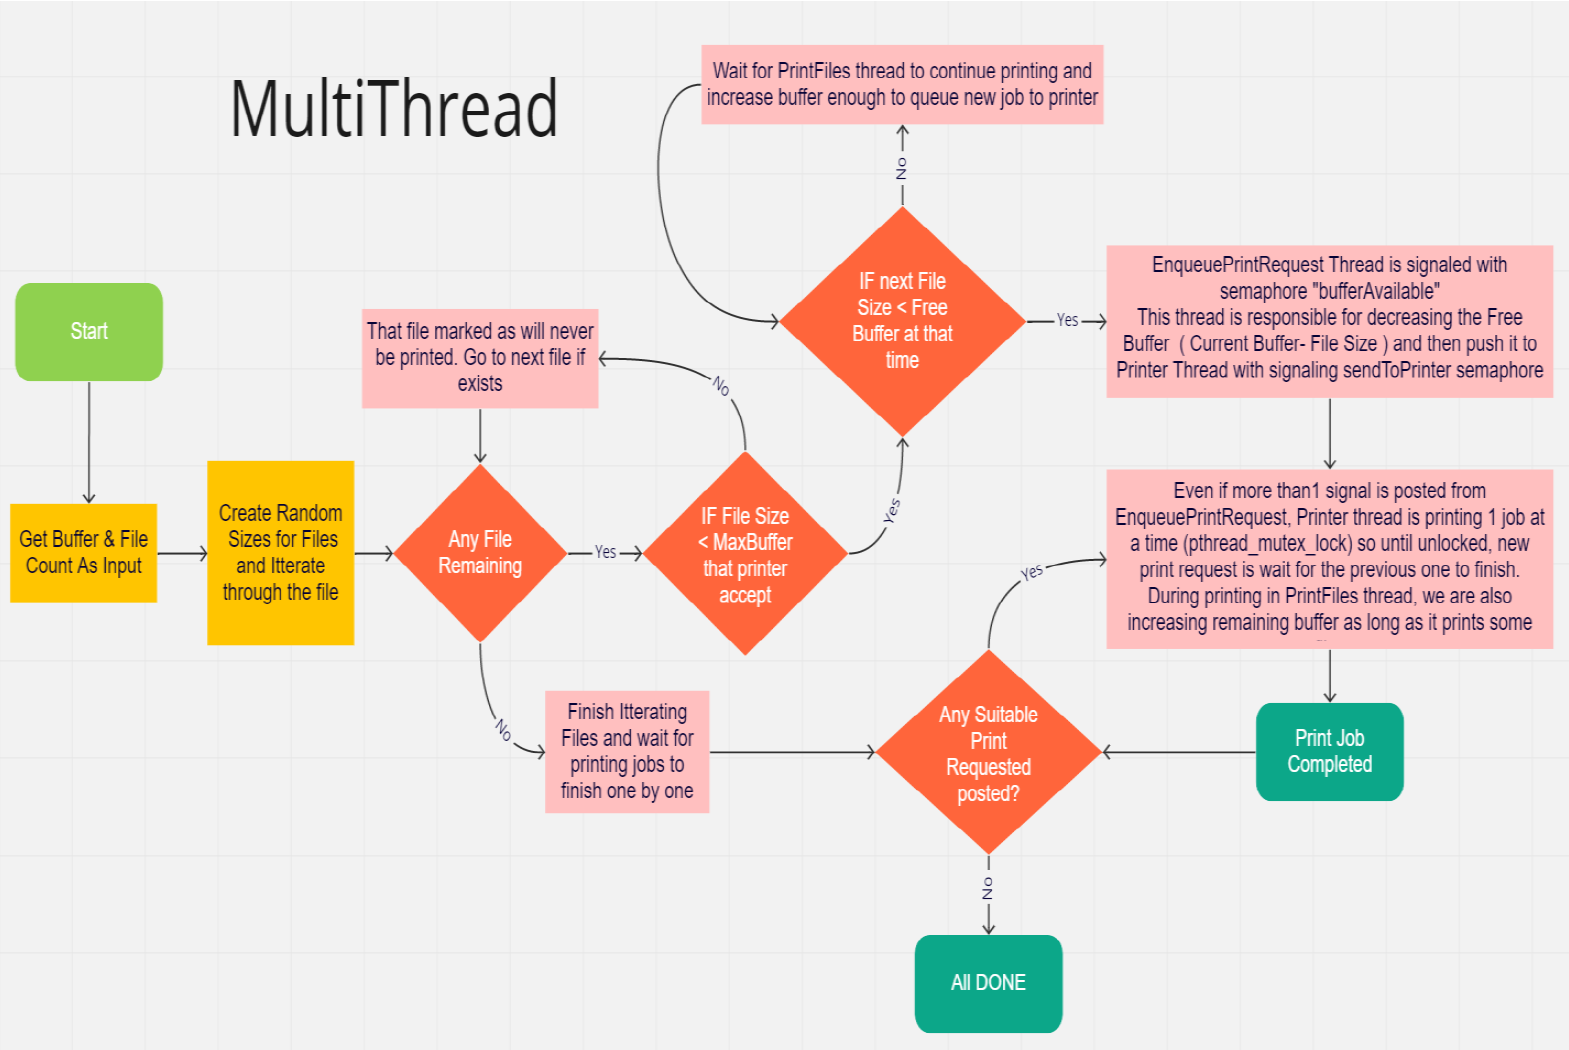 MultiThread
Wait for PrintFiles thread to continue printing and
increase buffer enough to queue new job to printer
No
IF next File
Size < Free
Buffer at that
time
Yes
EnqueuePrintRequest Thread is signaled with
semaphore "bufferAvailable"
This thread is responsible for decreasing the Free
Buffer ( Current Buffer- File Size ) and then push it to
Printer Thread with signaling sendToPrinter semaphore
Start
That file marked as will never
be printed. Go to next file if
exists
No
Get Buffer & File
Count As Input
Create Random
Sizes for Files
and Itterate
through the file
Any File
Remaining
Yes
IF File Size
< MaxBuffer
that printer
accept
Yes
Even if more than1 signal is posted from
EnqueuePrintRequest, Printer thread is printing 1 job at
a time (pthread_mutex_lock) so until unlocked, new
print request is wait for the previous one to finish.
During printing in PrintFiles thread, we are also
increasing remaining buffer as long as it prints some
Yes
No
Finish Itterating
Files and wait for
printing jobs to
finish one by one
Any Suitable
Print
Requested
posted?
Print Job
Completed
No
All DONE